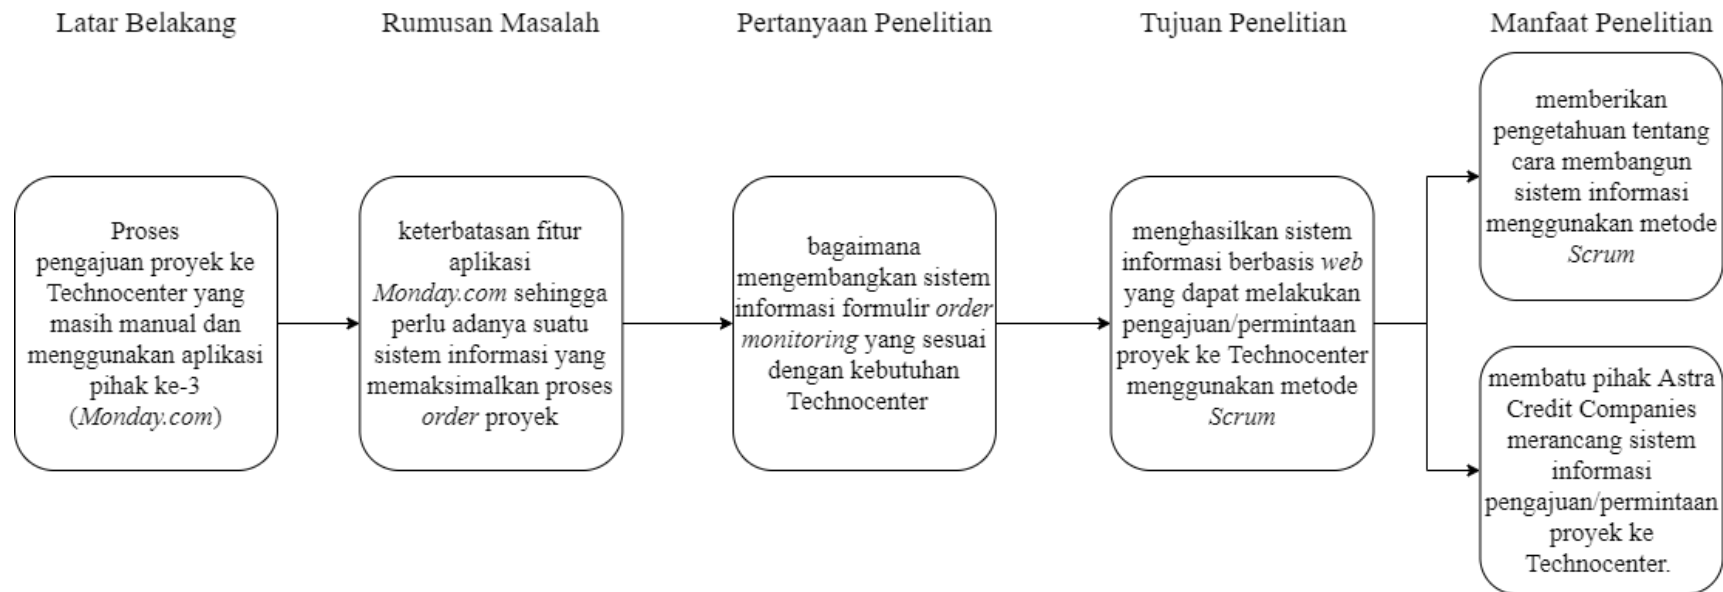 Latar Belakang
Rumusan Masalah
Pertanyaan Penelitian
Tujuan Penelitian
Manfaat Penelitian
Proses
pengajuan proyek ke
Technocenter yang
masih manual dan
menggunakan aplikasi
pihak ke-3
(Monday.com)
keterbatasan fitur
aplikasi
Monday.com sehingga
perlu adanya suatu
sistem informasi yang
memaksimalkan proses
order proyek
bagaimana
mengembangkan sistem
informasi formulir order
monitoring yang sesuai
dengan kebutuhan
Technocenter
menghasilkan sistem
informasi berbasis web
yang dapat melakukan
pengajuan/permintaan
proyek ke Technocenter
menggunakan metode
Scrum
memberikan
pengetahuan tentang
cara membangun
sistem informasi
menggunakan metode
Scrum
membatu pihak Astra
Credit Companies
merancang sistem
informasi
pengajuan/permintaan
proyek ke
Technocenter.